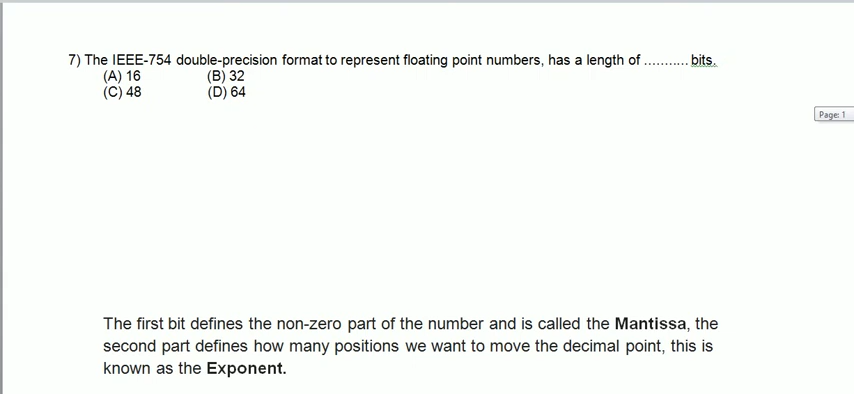 7) The IEEE-754 double-precision format to represent floating point numbers, has a length of ........... bits.
(A) 16 (B) 32
(C) 48 (D) 64
Page: 1
The first bit defines the non-zero part of the number and is called the Mantissa, the
second part defines how many positions we want to move the decimal point, this is
known as the Exponent.